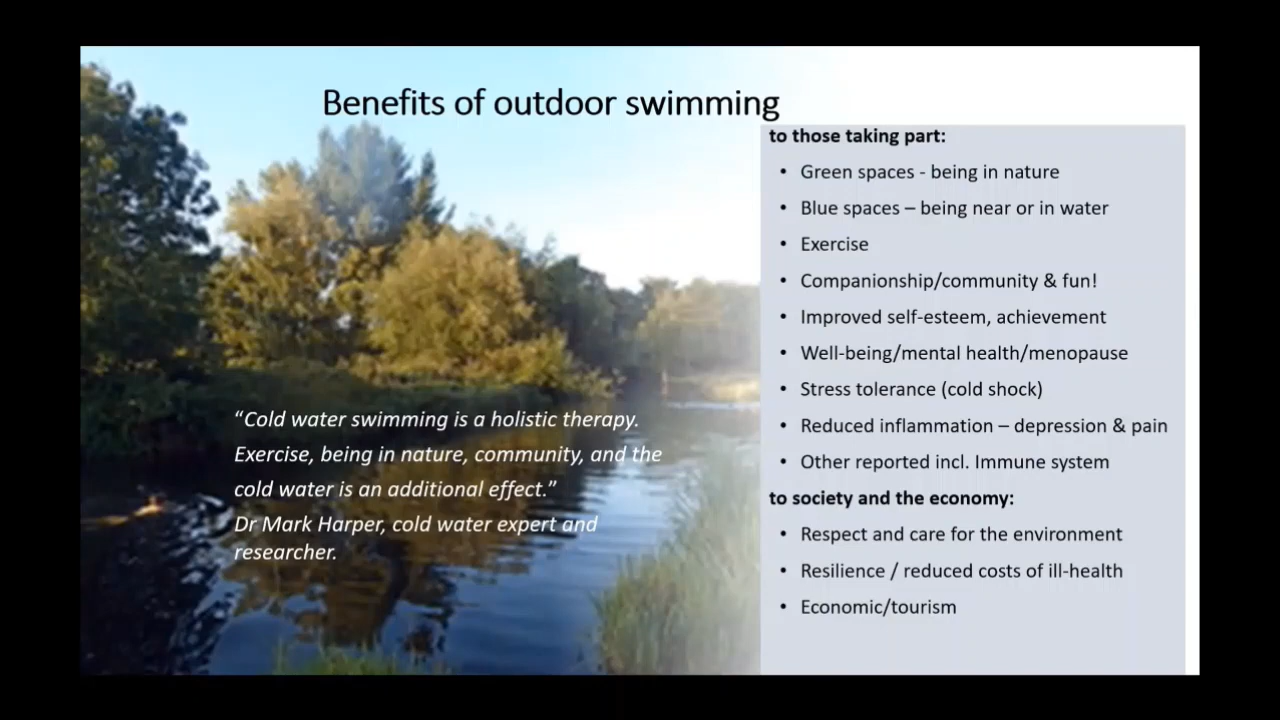 Benefits of outdoor swimming
“Cold water swimming is a holistic therapy.
Exercise, being in nature, community, and the
cold water is an additional effect.”
Dr Mark Harper, cold water expert and
researcher.
to those taking part:
• Green spaces - being in nature
• Blue spaces – being near or in water
• Exercise
• Companionship/community & fun!
• Improved self-esteem, achievement
• Well-being/mental health/menopause
• Stress tolerance (cold shock)
• Reduced inflammation – depression & pain
• Other reported incl. Immune system
to society and the economy:
• Respect and care for the environment
• Resilience / reduced costs of ill-health
• Economic/tourism